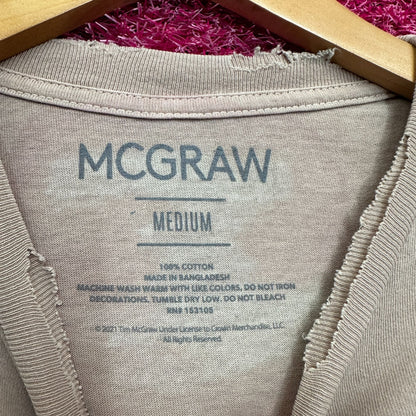 MCGRAW
MEDIUM
100% COTTON
MADE IN BANGLADESH
MACHINE WASH WARM WITH LIKE COLORS, DO NOT IRON
DECORATIONS, TUMBLE DRY LOW. DO NOT BLEACH
RN# 153105
© 2021 Tim McGraw Under License to Crown Merchandise, LLC.
All Rights Reserved.